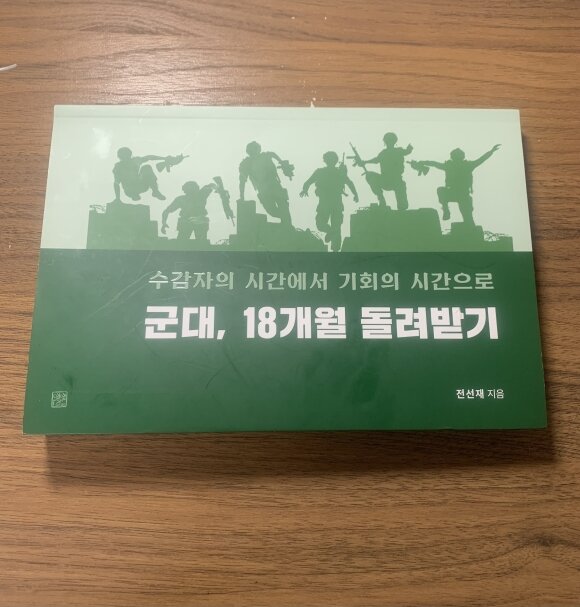 수감자의 시간에서 기회의 시간으로
군대, 18개월 돌려받기
전선재 지음